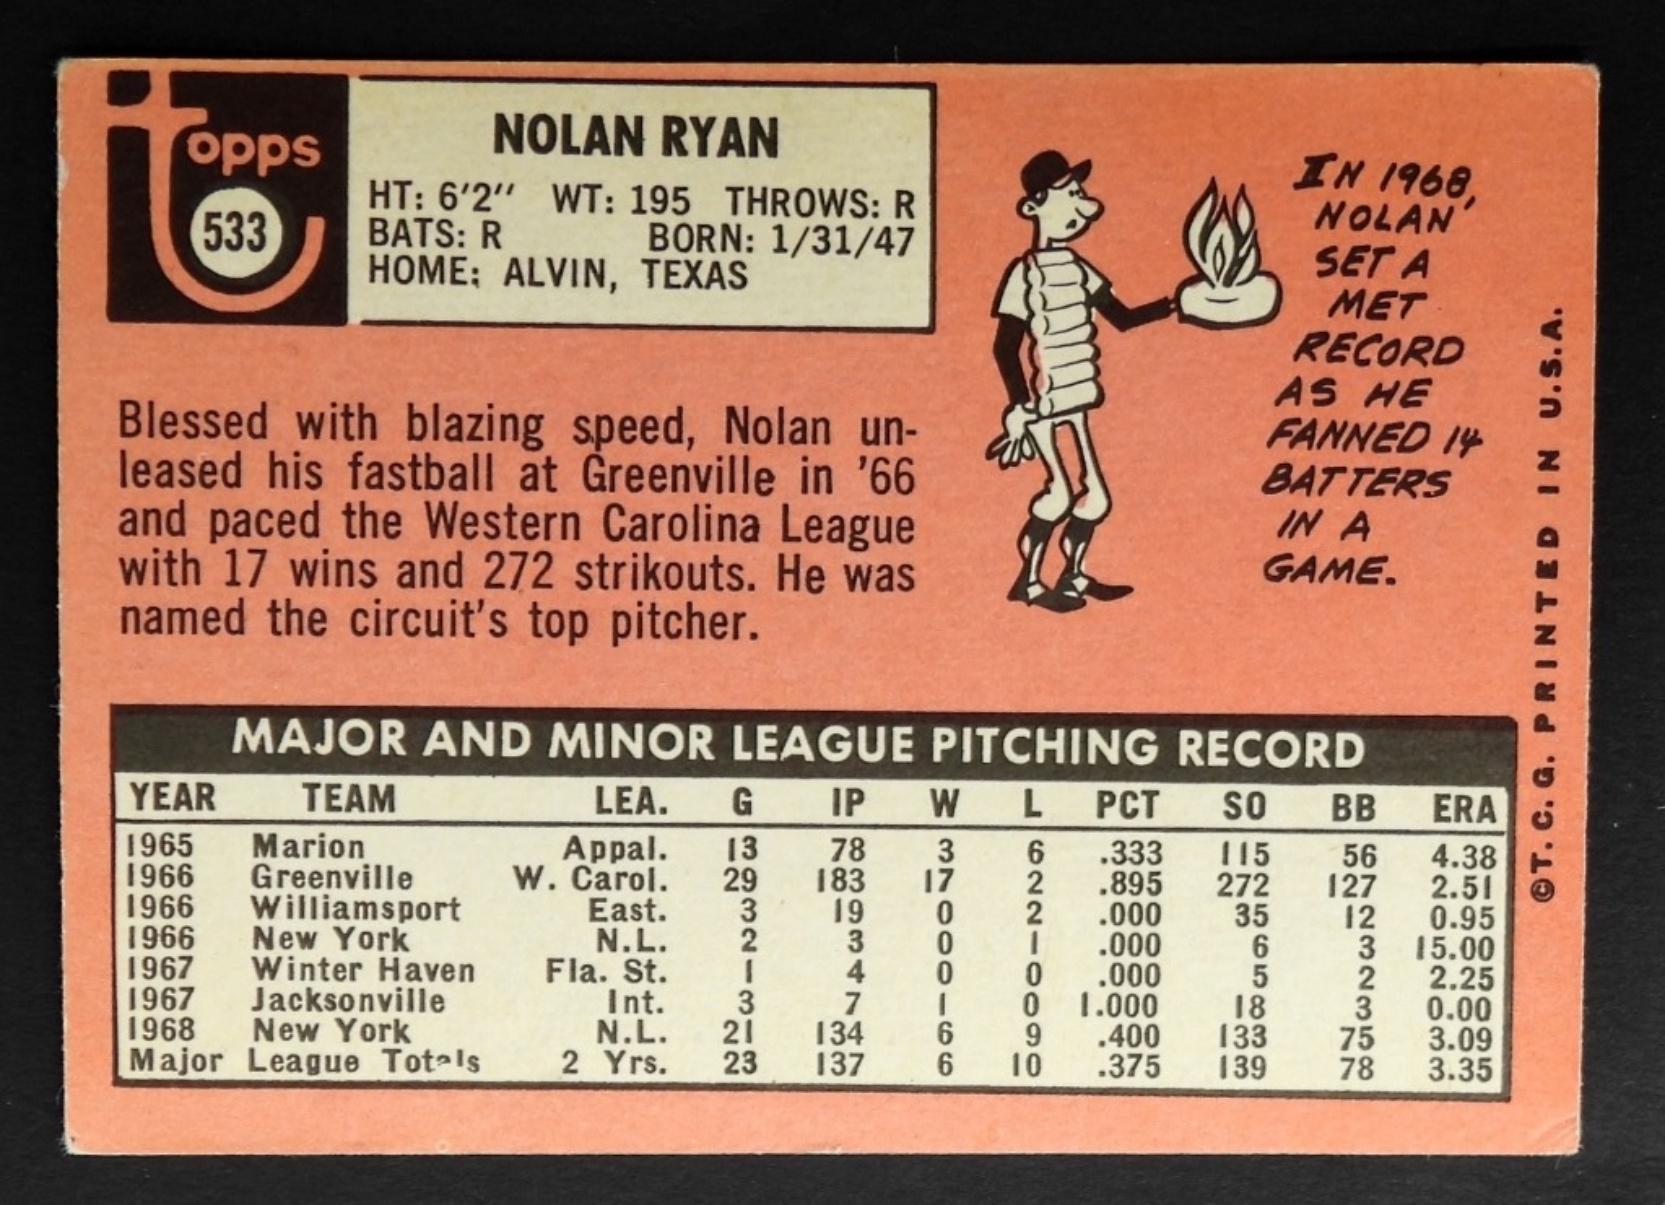 topps
533
NOLAN RYAN
HT: 6'2" WT: 195 THROWS: R
BATS: R BORN: 1/31/47
HOME: ALVIN, TEXAS
Blessed with blazing speed, Nolan un-
leased his fastball at Greenville in '66
and paced the Western Carolina League
with 17 wins and 272 strikouts. He was
named the circuit's top pitcher.
IN 1968,
NOLAN
SET A
MET
RECORD
AS HE
FANNED 14
BATTERS
IN A
GAME.
MAJOR AND MINOR LEAGUE PITCHING RECORD
YEAR TEAM LEA. G IP W L PCT SO BB ERA
1965 Marion Appal. 13 78 3 6 .333 115 56 4.38
1966 Greenville W. Carol. 29 183 17 2 .895 272 127 2.51
1966 Williamsport East. 3 19 0 2 .000 35 12 0.95
1966 New York N.L. 2 3 0 1 .000 6 3 15.00
1967 Winter Haven Fla. St. 1 4 0 0 .000 5 2 2.25
1967 Jacksonville Int. 3 7 1 0 1.000 18 3 0.00
1968 New York N.L. 21 134 6 9 .400 133 75 3.09
Major League Totals 2 Yrs. 23 137 6 10 .375 139 78 3.35
©T.C.G. PRINTED IN U.S.A.